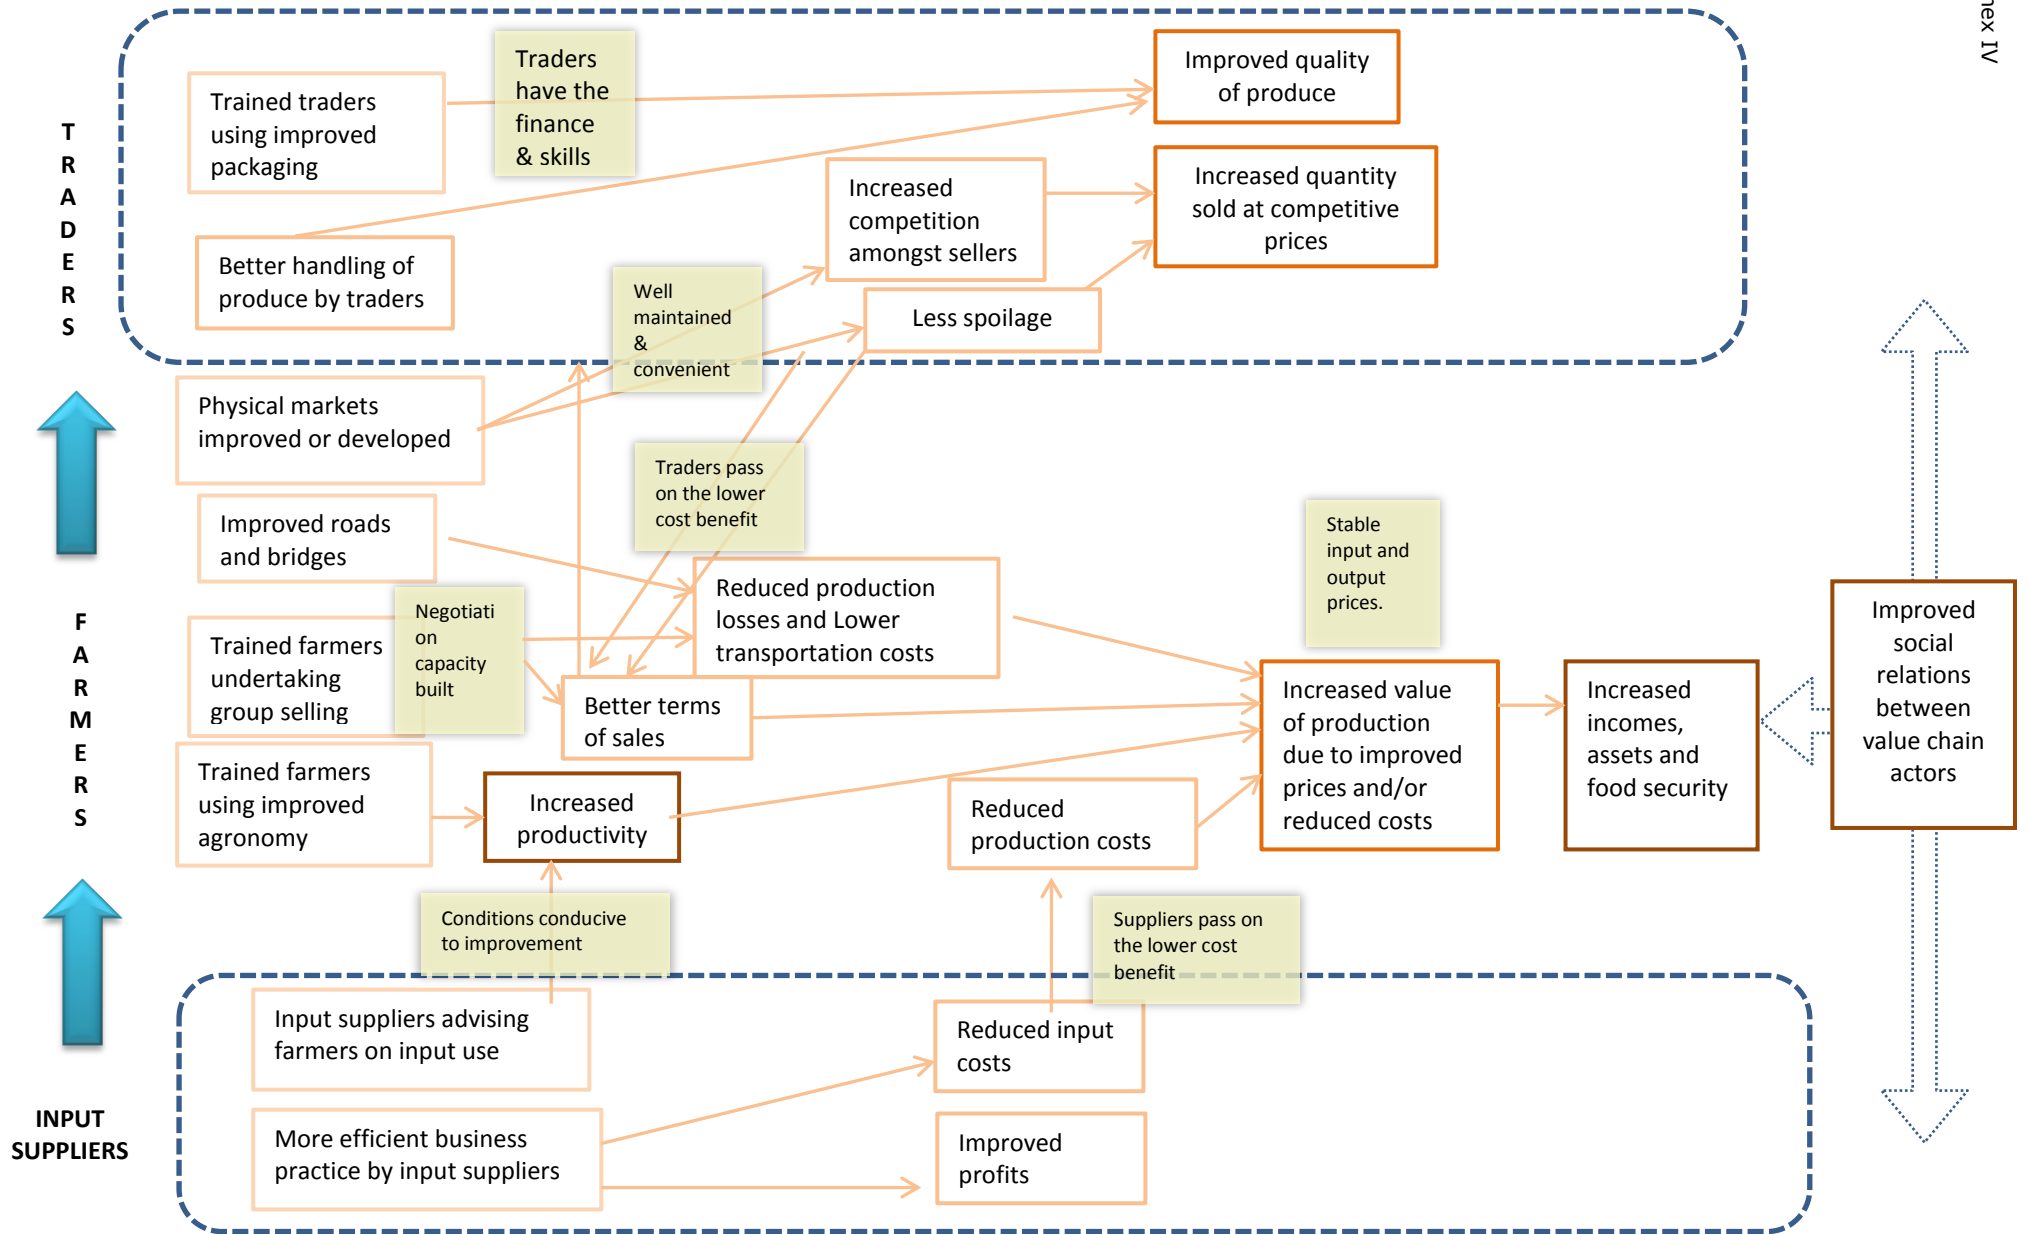 nex IV
T
R
A
D
E
R
S
Trained traders
using improved
packaging
Traders
have the
finance
& skills
Improved quality
of produce
Increased
competition
amongst sellers
Increased quantity
sold at competitive
prices
Better handling of
produce by traders
Well
maintained
&
convenient
Less spoilage
Physical markets
improved or developed
Traders pass
on the lower
cost benefit
Improved roads
and bridges
Stable
input and
output
prices.
F
A
R
M
E
R
S
Negotiati
on
capacity
built
Reduced production
losses and Lower
transportation costs
Trained farmers
undertaking
group selling
Better terms
of sales
Increased value
of production
due to improved
prices and/or
reduced costs
Increased
incomes,
assets and
food security
Improved
social
relations
between
value chain
actors
Trained farmers
using improved
agronomy
Increased
productivity
Reduced
production costs
Conditions conducive
to improvement
Suppliers pass on
the lower cost
benefit
INPUT
SUPPLIERS
Input suppliers advising
farmers on input use
Reduced input
costs
More efficient business
practice by input suppliers
Improved
profits